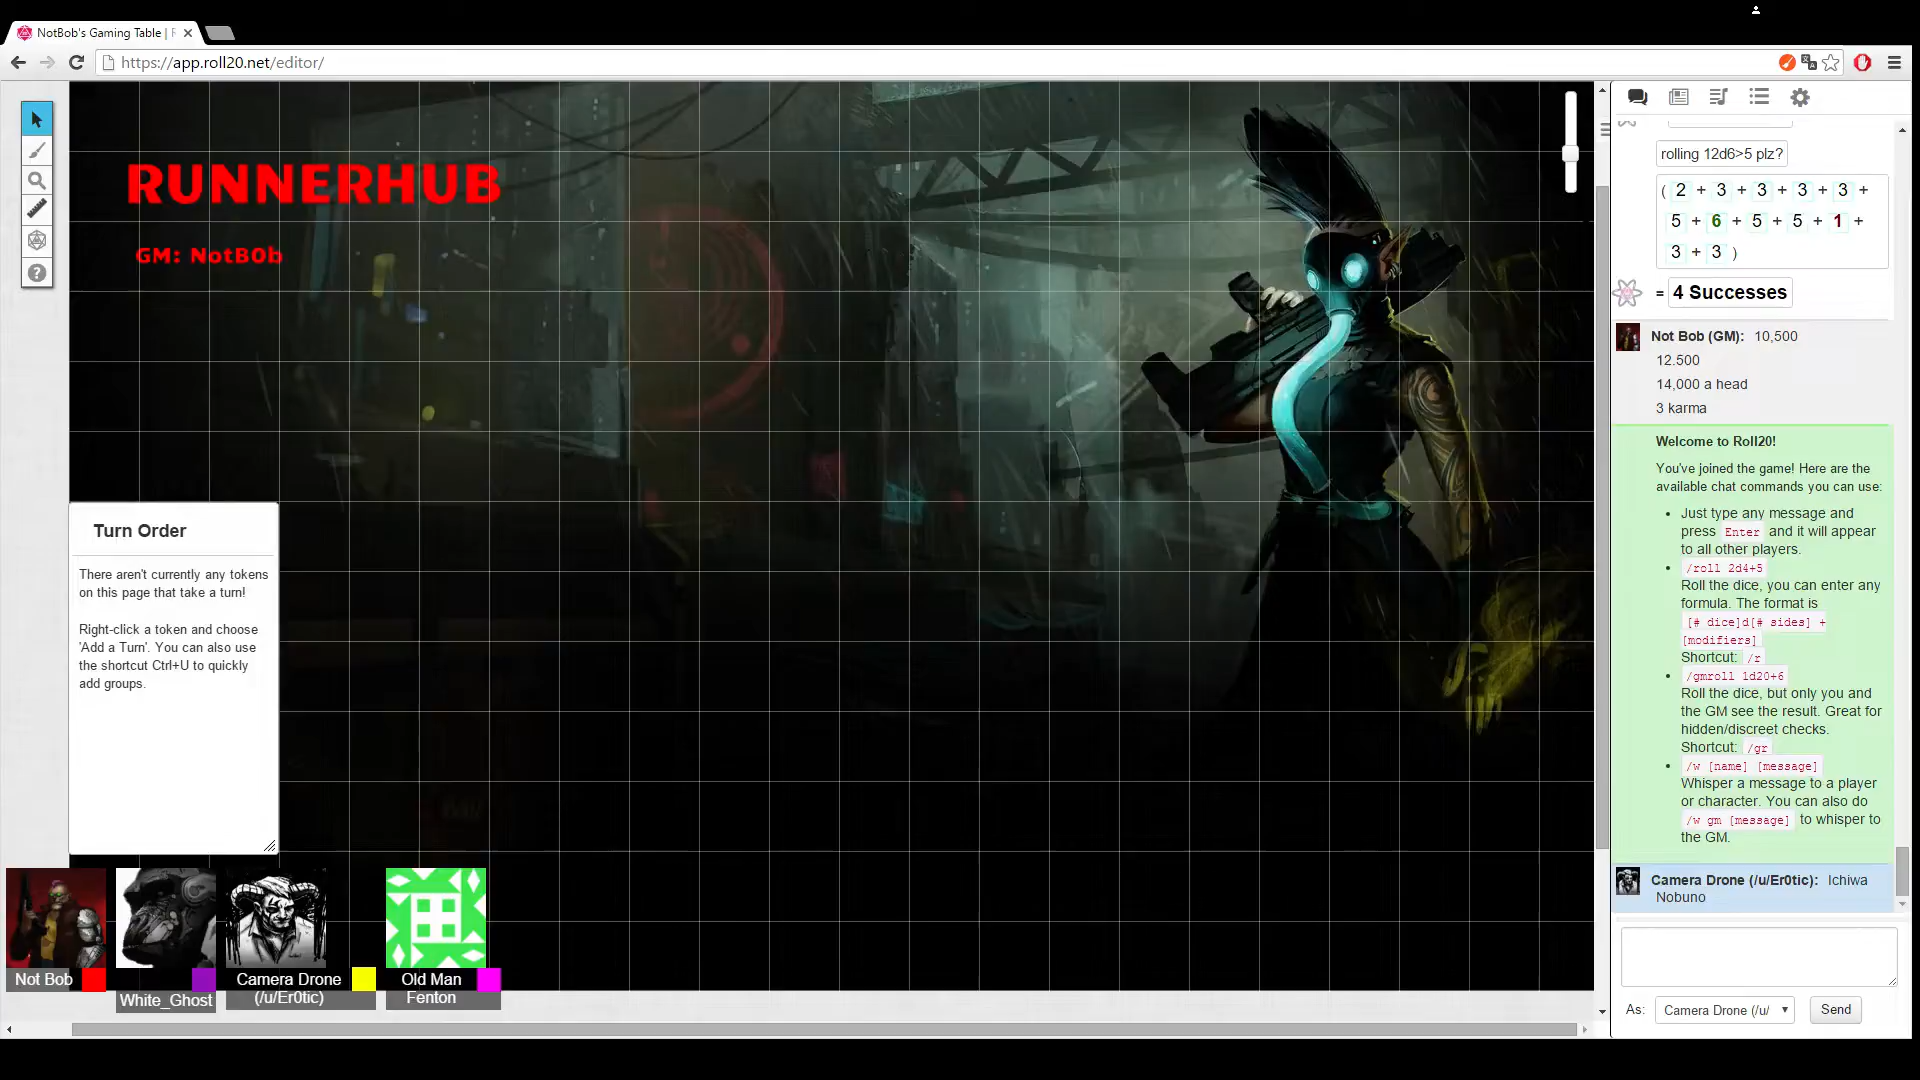 NotBob's Gaming Table | R
https://app.roll20.net/editor/
RUNNERHUB
GM: NotB0b
Turn Order
There aren't currently any tokens
on this page that take a turn!
Right-click a token and choose
'Add a Turn'. You can also use
the shortcut Ctrl+U to quickly
add groups.
Not Bob
White_Ghost
Camera Drone
(/u/Er0tic)
Old Man
Fenton
rolling 12d6>5 plz?
( 2 + 3 + 3 + 3 + 3 +
5 + 6 + 5 + 5 + 1 +
3 + 3 )
= 4 Successes
Not Bob (GM): 10,500
12.500
14,000 a head
3 karma
Welcome to Roll20!
You've joined the game! Here are the
available chat commands you can use:
• Just type any message and
press Enter and it will appear
to all other players.
• /roll 2d4+5
Roll the dice, you can enter any
formula. The format is
[# dice]d[# sides] +
[modifiers]
Shortcut: /r
• /gmroll 1d20+6
Roll the dice, but only you and
the GM see the result. Great for
hidden/discreet checks.
Shortcut: /gr
• /w [name] [message]
Whisper a message to a player
or character. You can also do
/w gm [message] to whisper to
the GM.
Camera Drone (/u/Er0tic): Ichiwa
Nobuno
As: Camera Drone (/u/ Send